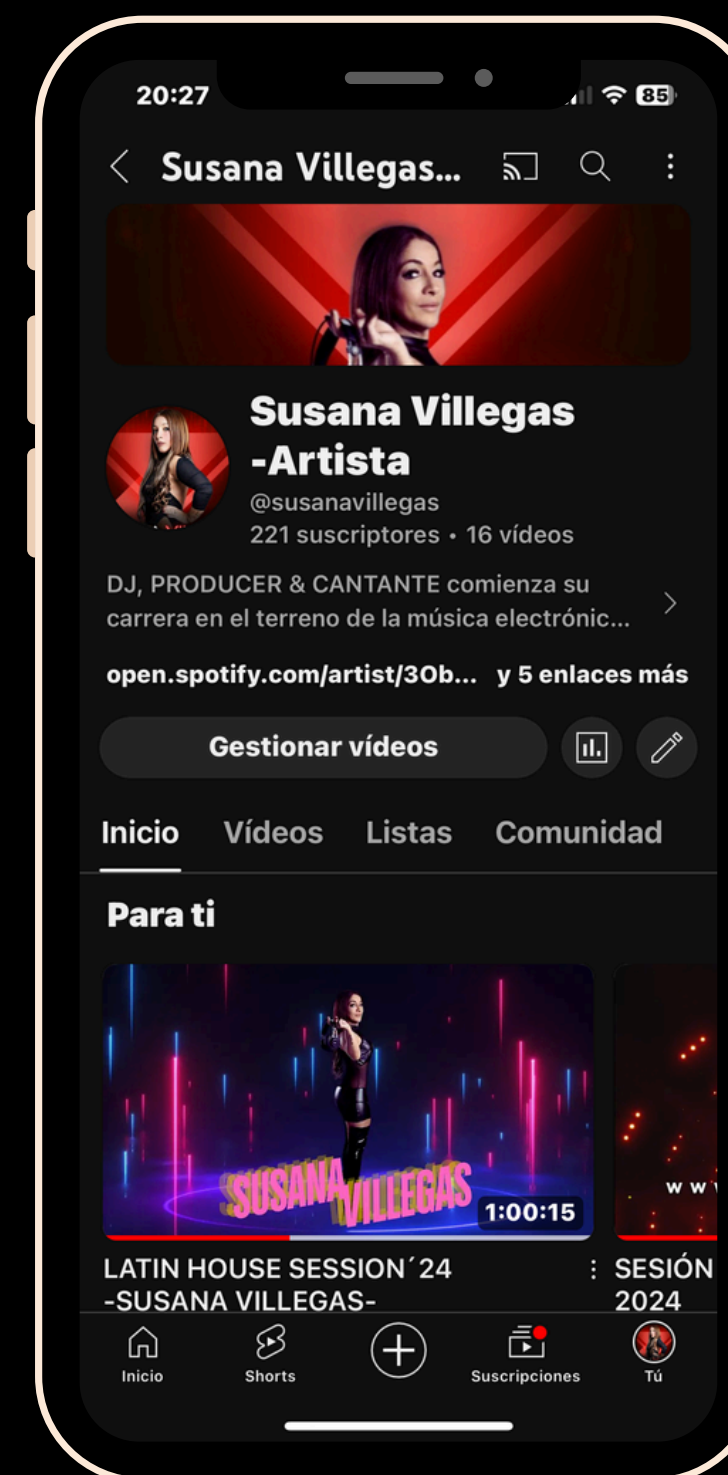 20:27
85
Susana Villegas...
Susana Villegas
-Artista
@susanavillegas
221 suscriptores • 16 vídeos
DJ, PRODUCER & CANTANTE comienza su
carrera en el terreno de la música electrónic...
open.spotify.com/artist/3Ob... y 5 enlaces más
Gestionar vídeos
Inicio Vídeos Listas Comunidad
Para ti
SUSANA VILLEGAS
1:00:15
W W
LATIN HOUSE SESSION´24
-SUSANA VILLEGAS-
SESIÓN
2024
Inicio Shorts Suscripciones Tú